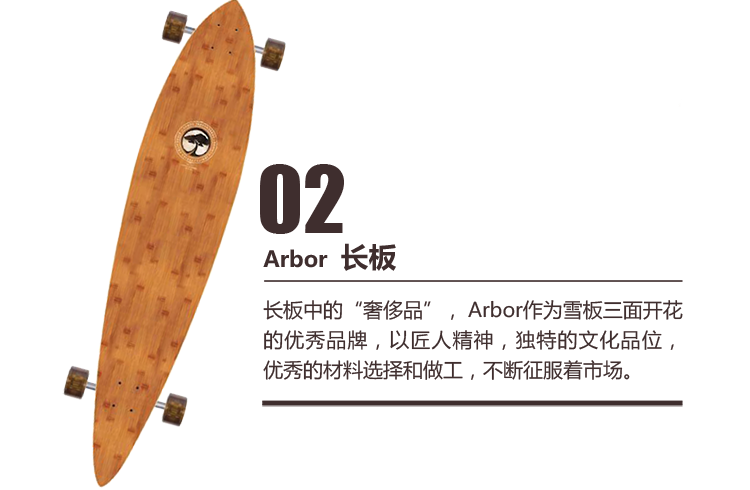 02
Arbor 长板
长板中的“奢侈品”，Arbor作为雪板三面开花
的优秀品牌，以匠人精神，独特的文化品位，
优秀的材料选择和做工，不断征服着市场。